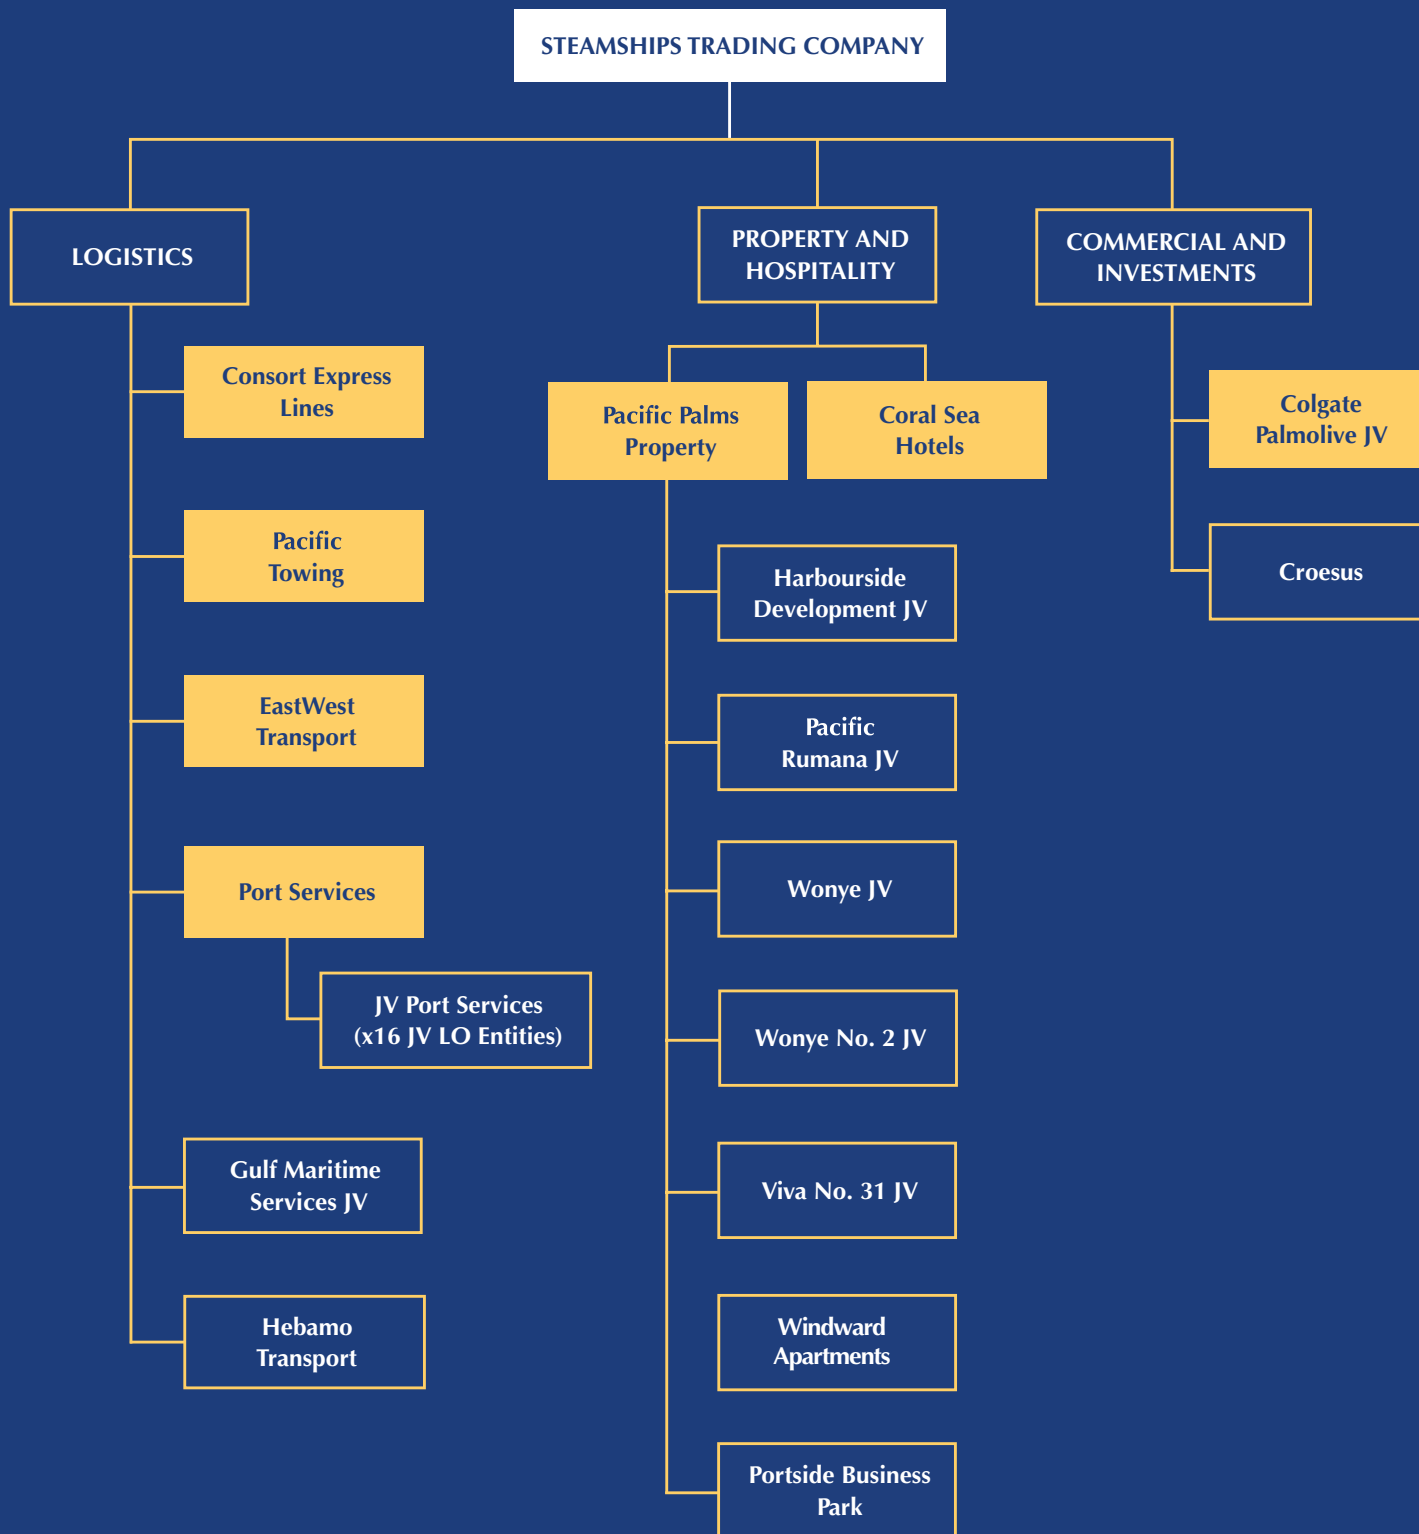 STEAMSHIPS TRADING COMPANY
LOGISTICS
Consort Express
Lines
Pacific
Towing
EastWest
Transport
Port Services
JV Port Services
(x16 JV LO Entities)
Gulf Maritime
Services JV
Hebamo
Transport
PROPERTY AND
HOSPITALITY
Pacific Palms
Property
Coral Sea
Hotels
Harbourside
Development JV
Pacific
Rumana JV
Wonye JV
Wonye No. 2 JV
Viva No. 31 JV
Windward
Apartments
Portside Business
Park
COMMERCIAL AND
INVESTMENTS
Colgate
Palmolive JV
Croesus